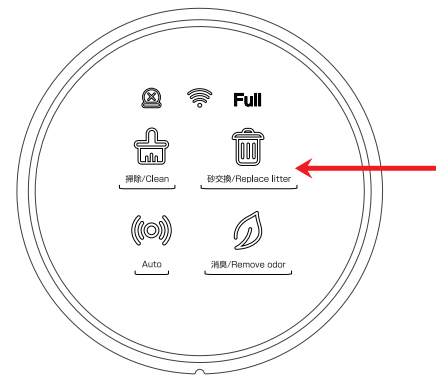 Full
掃除/Clean
砂交換/Replace litter
Auto
消臭/Remove odor